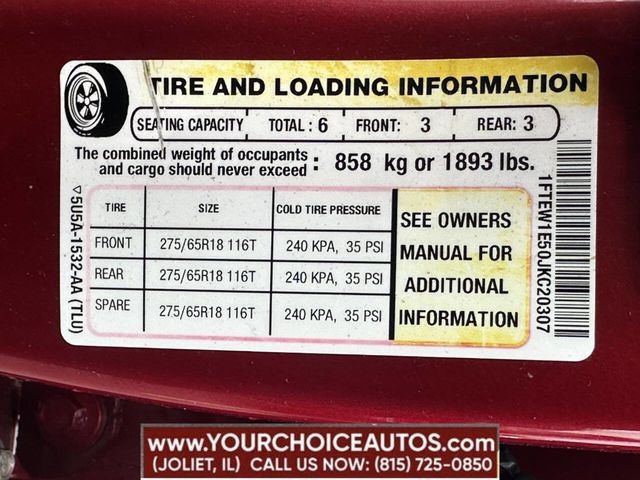 TIRE AND LOADING INFORMATION
SEATING CAPACITY TOTAL : 6 FRONT: 3 REAR: 3
The combined weight of occupants and cargo should never exceed : 858 kg or 1893 lbs.
TIRE SIZE COLD TIRE PRESSURE
FRONT 275/65R18 116T 240 KPA, 35 PSI
REAR 275/65R18 116T 240 KPA, 35 PSI
SPARE 275/65R18 116T 240 KPA, 35 PSI
SEE OWNERS
MANUAL FOR
ADDITIONAL
INFORMATION
5U5A-1532-AA (TLU)
1FTEW1E50JKC20307
WWW.YOURCHOICEAUTOS.COM
(JOLIET, IL) CALL US NOW: (815) 725-0850